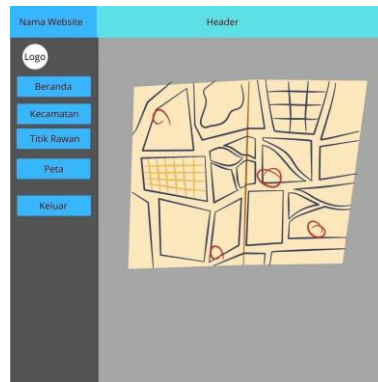 Nama Website
Header
Logo
Beranda
Kecamatan
Titik Rawan
Peta
Keluar